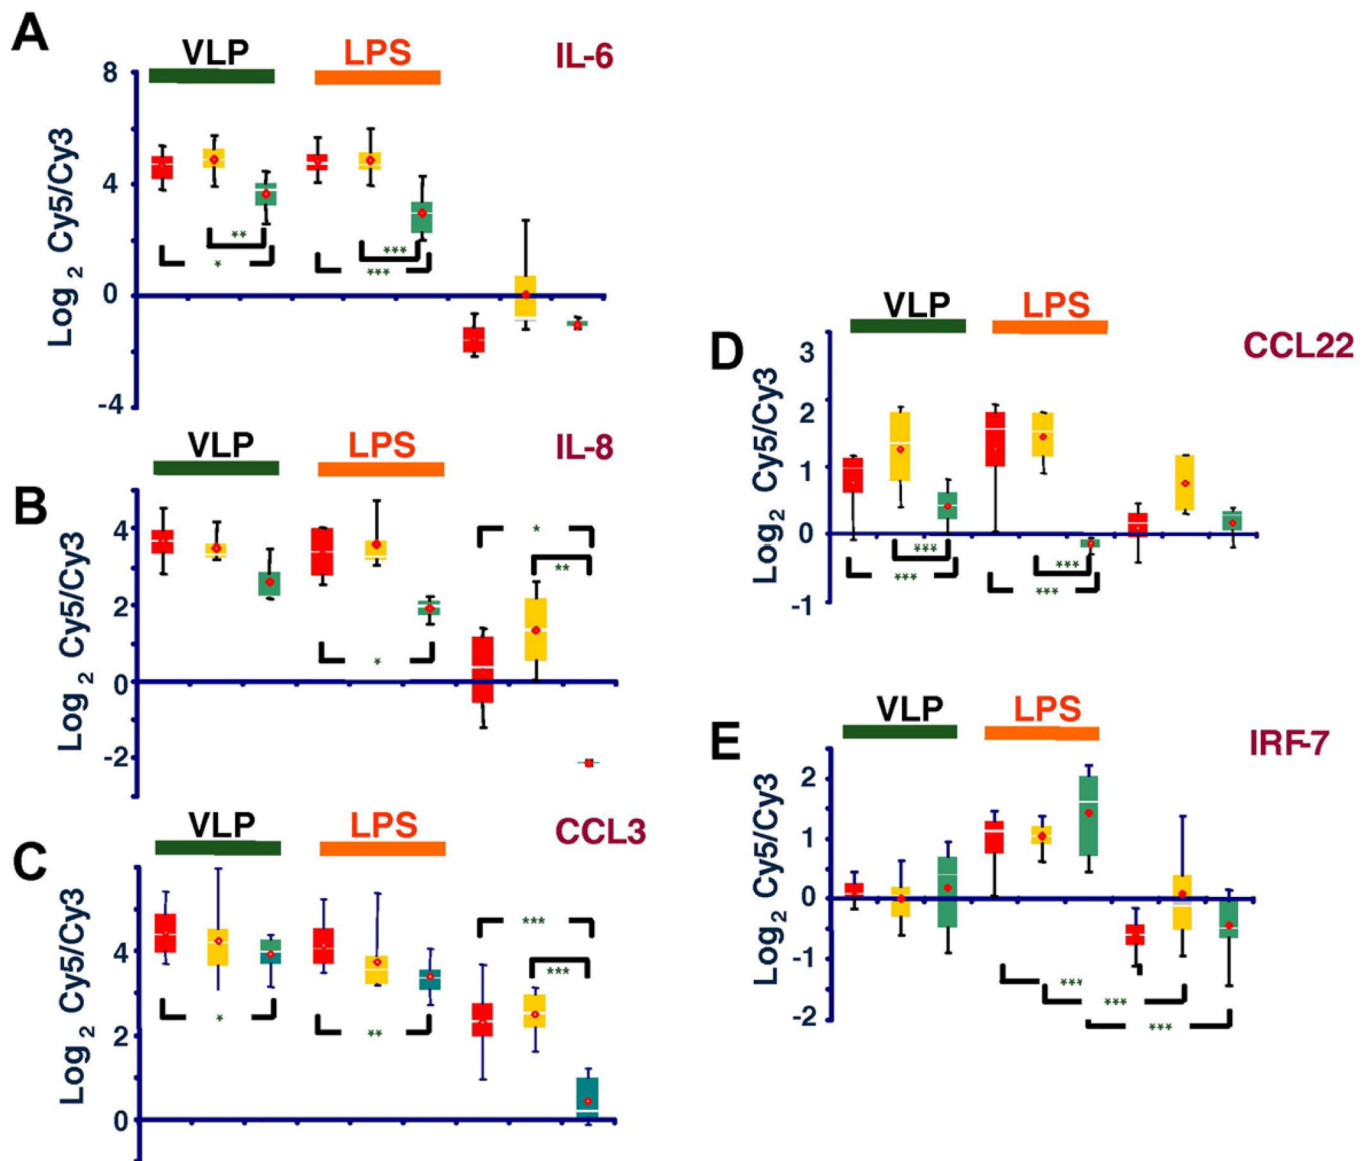 A
VLP
LPS
IL-6
Log 2 Cy5/Cy3
8
4
0
-4
**
*
***
***
B
VLP
LPS
IL-8
Log 2 Cy5/Cy3
4
2
0
-2
*
**
*
C
VLP
LPS
CCL3
Log 2 Cy5/Cy3
4
2
0
***
***
*
**
D
VLP
LPS
CCL22
Log 2 Cy5/Cy3
3
2
1
0
-1
***
***
***
***
E
VLP
LPS
IRF-7
Log 2 Cy5/Cy3
2
1
0
-1
-2
***
***
***